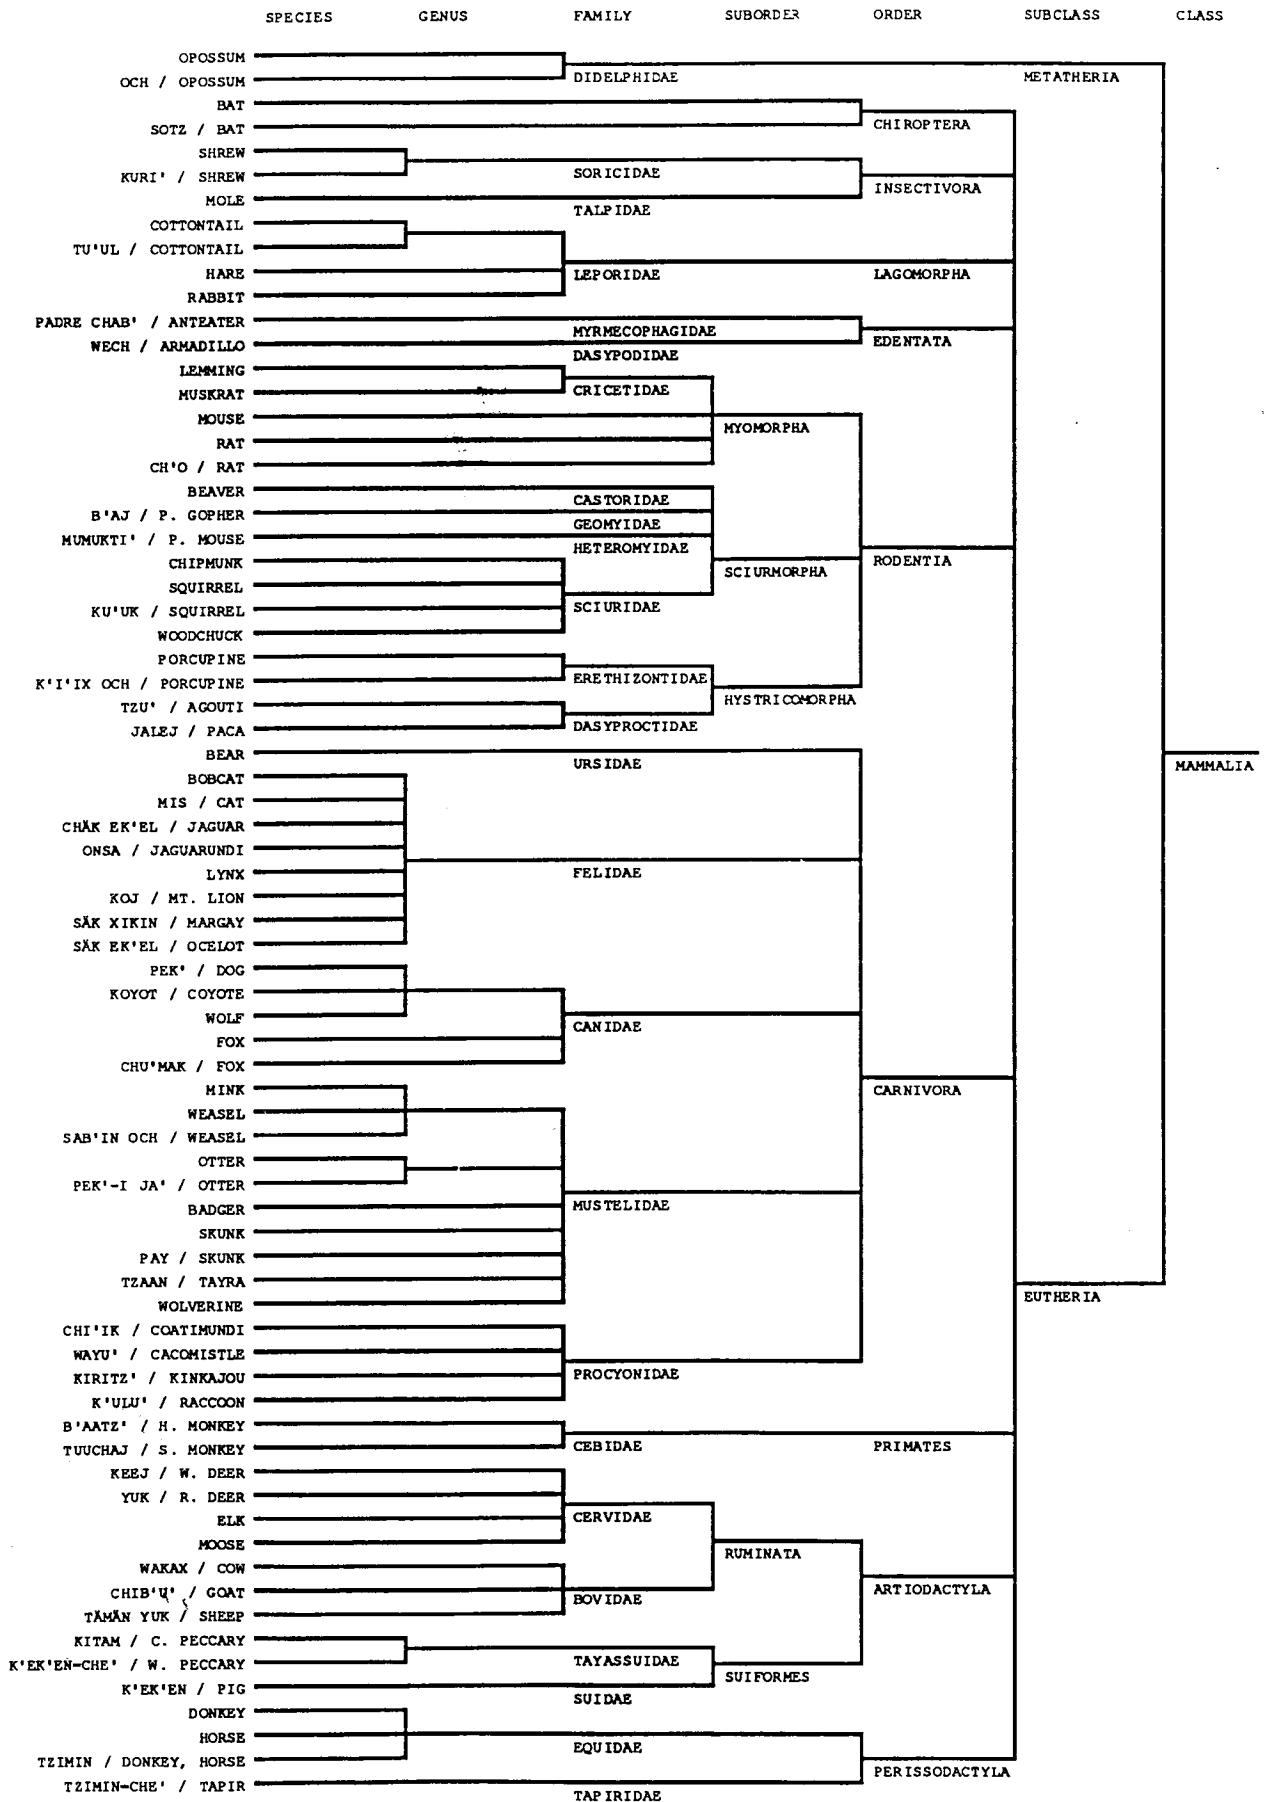 SPECIES GENUS FAMILY SUBORDER ORDER SUBCLASS CLASS
OPOSSUM
OCH / OPOSSUM
DIDELPHIDAE METATHERIA
BAT
SOTZ / BAT
CHIROPTERA
SHREW
KURI' / SHREW
SORICIDAE
INSECTIVORA
MOLE
TALPIDAE
COTTONTAIL
TU'UL / COTTONTAIL
HARE
LEPORIDAE LAGOMORPHA
RABBIT
PADRE CHAB' / ANTEATER
MYRMECOPHAGIDAE
WECH / ARMADILLO
EDENTATA
DASYPODIDAE
LEMMING
MUSKRAT
CRICETIDAE
MOUSE
MYOMORPHA
RAT
CH'O / RAT
BEAVER
CASTORIDAE
B'AJ / P. GOPHER
GEOMYIDAE
MUMUKTI' / P. MOUSE
HETEROMYIDAE
CHIPMUNK
SCIURMORPHA
RODENTIA
SQUIRREL
KU'UK / SQUIRREL
SCIURIDAE
WOODCHUCK
PORCUPINE
K'I'IX OCH / PORCUPINE
ERETHIZONTIDAE
HYSTRICOMORPHA
TZU' / AGOUTI
JALEJ / PACA
DASYPROCTIDAE
BEAR
URSIDAE
MAMMALIA
BOBCAT
MIS / CAT
CHÄK EK'EL / JAGUAR
ONSA / JAGUARUNDI
LYNX
FELIDAE
KOJ / MT. LION
SÄK XIKIN / MARGAY
SÄK EK'EL / OCELOT
PEK' / DOG
KOYOT / COYOTE
WOLF
CANIDAE
FOX
CHU'MAK / FOX
MINK
CARNIVORA
WEASEL
SAB'IN OCH / WEASEL
OTTER
PEK'-I JA' / OTTER
BADGER
MUSTELIDAE
SKUNK
PAY / SKUNK
TZAAN / TAYRA
WOLVERINE
EUTHERIA
CHI'IK / COATIMUNDI
WAYU' / CACOMISTLE
KIRITZ' / KINKAJOU
PROCYONIDAE
K'ULU' / RACCOON
B'AATZ' / H. MONKEY
TUUCHAJ / S. MONKEY
CEBIDAE PRIMATES
KEEJ / W. DEER
YUK / R. DEER
ELK
CERVIDAE
MOOSE
RUMINATA
WAKAX / COW
CHIB'U' / GOAT
BOVIDAE
ARTIODACTYLA
TÄMÄN YUK / SHEEP
KITAM / C. PECCARY
K'EK'EN-CHE' / W. PECCARY
TAYASSUIDAE
SUIFORMES
K'EK'EN / PIG
SUIDAE
DONKEY
HORSE
EQUIDAE
TZIMIN / DONKEY, HORSE
PERISSODACTYLA
TZIMIN-CHE' / TAPIR
TAPIRIDAE